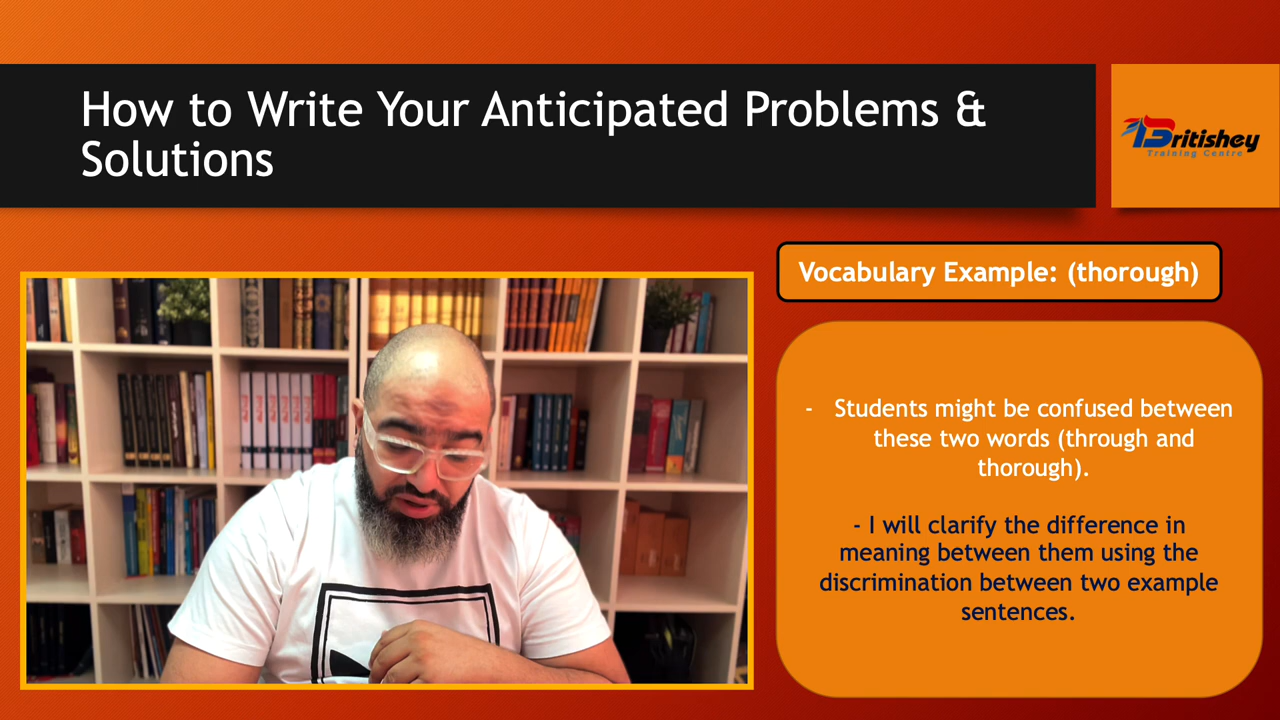 How to Write Your Anticipated Problems &
Solutions
Britishey
Training Centre
Vocabulary Example: (thorough)
- Students might be confused between
these two words (through and
thorough).
- I will clarify the difference in
meaning between them using the
discrimination between two example
sentences.